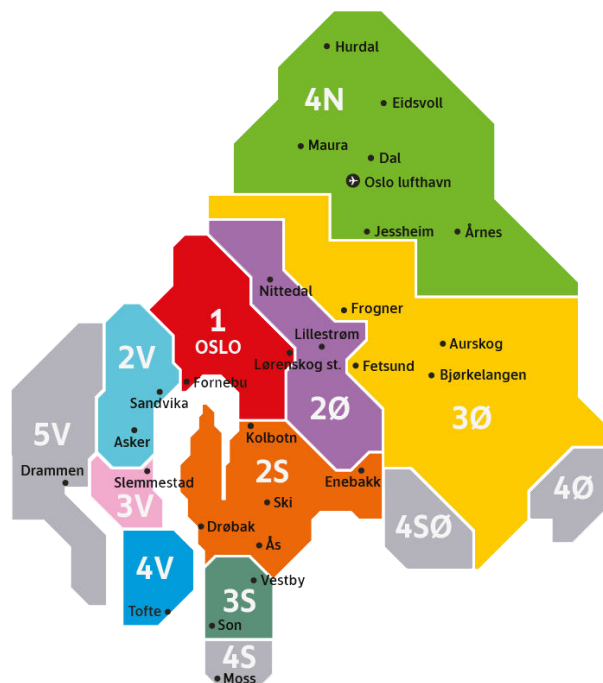 Hurdal
4N
Eidsvoll
Maura
Dal
Oslo lufthavn
Jessheim
Årnes
Nittedal
Frogner
1
OSLO
Lillestrøm
Aurskog
2V
Lørenskog st.
Fetsund
Bjørkelangen
Fornebu
Sandvika
2Ø
3Ø
5V
Asker
Kolbotn
Drammen
Slemmestad
2S
Enebakk
4Ø
3V
Ski
4SØ
Drøbak
Ås
4V
Vestby
3S
Tofte
Son
4S
Moss